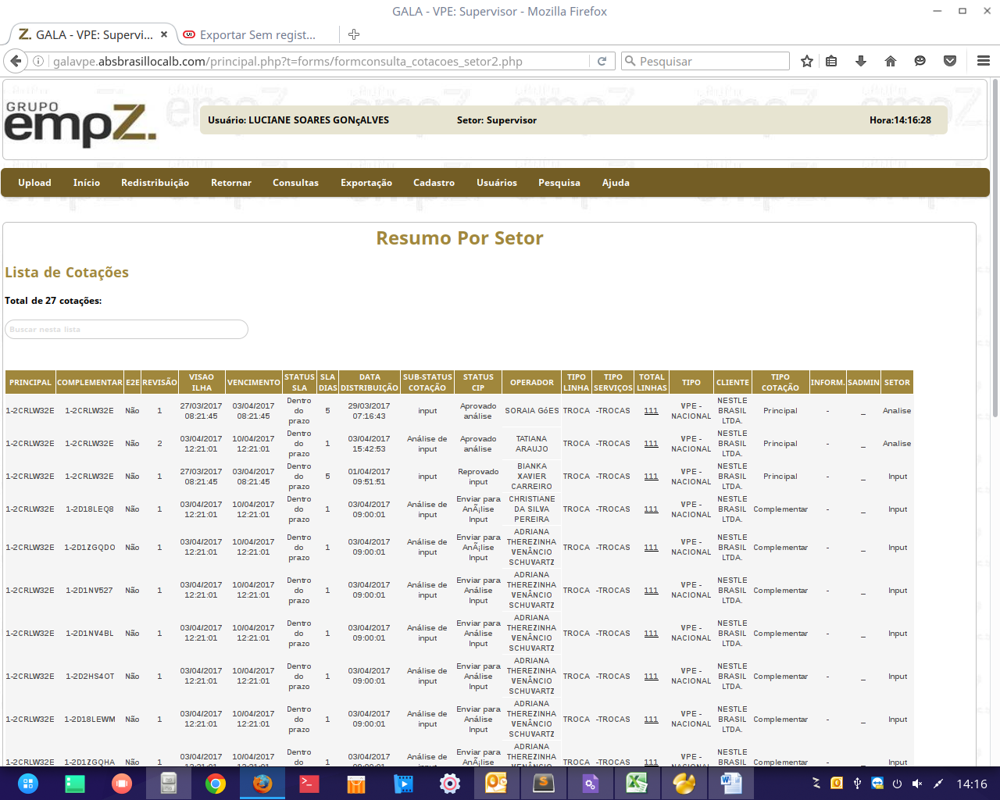 GALA - VPE: Supervisor - Mozilla Firefox
Z. GALA - VPE: Supervi... × Exportar Sem regist...
galavpe.absbrasillocalb.com/principal.php?t=forms/formconsulta_cotacoes_setor2.php Pesquisar
GRUPO
empZ.
Usuário: LUCIANE SOARES GONçALVES Setor: Supervisor Hora:14:16:28
Upload Início Redistribuição Retornar Consultas Exportação Cadastro Usuários Pesquisa Ajuda
Resumo Por Setor
Lista de Cotações
Total de 27 cotações:
Buscar nesta lista
PRINCIPAL COMPLEMENTAR E2E REVISÃO VISAO ILHA VENCIMENTO STATUS SLA SLA DIAS DATA DISTRIBUIÇÃO SUB-STATUS COTAÇÃO STATUS CIP OPERADOR TIPO LINHA TIPO SERVIÇOS TOTAL LINHAS TIPO CLIENTE TIPO COTAÇÃO INFORM. SADMIN SETOR
1-2CRLW32E 1-2CRLW32E Não 1 27/03/2017 08:21:45 03/04/2017 08:21:45 Dentro do prazo 5 29/03/2017 07:16:43 input Aprovado análise SORAIA GóES TROCA -TROCAS 111 VPE - NACIONAL NESTLE BRASIL LTDA. Principal - _ Analise
1-2CRLW32E 1-2CRLW32E Não 2 03/04/2017 12:21:01 10/04/2017 12:21:01 Dentro do prazo 1 03/04/2017 15:42:53 Análise de input Aprovado análise TATIANA ARAUJO TROCA -TROCAS 111 VPE - NACIONAL NESTLE BRASIL LTDA. Principal - _ Analise
1-2CRLW32E 1-2CRLW32E Não 1 27/03/2017 08:21:45 03/04/2017 08:21:45 Dentro do prazo 5 01/04/2017 09:51:51 input Reprovado input BIANKA XAVIER CARREIRO TROCA -TROCAS 111 VPE - NACIONAL NESTLE BRASIL LTDA. Principal - _ Input
1-2CRLW32E 1-2D18LEQ8 Não 1 03/04/2017 12:21:01 10/04/2017 12:21:01 Dentro do prazo 1 03/04/2017 09:00:01 Análise de input Enviar para AnÃ¡lise Input CHRISTIANE DA SILVA PEREIRA TROCA -TROCAS 111 VPE - NACIONAL NESTLE BRASIL LTDA. Complementar - _ Input
1-2CRLW32E 1-2D1ZGQDO Não 1 03/04/2017 12:21:01 10/04/2017 12:21:01 Dentro do prazo 1 03/04/2017 09:00:01 Análise de input Enviar para AnÃ¡lise Input ADRIANA THEREZINHA VENÂNCIO SCHUVARTZ TROCA -TROCAS 111 VPE - NACIONAL NESTLE BRASIL LTDA. Complementar - _ Input
1-2CRLW32E 1-2D1NV527 Não 1 03/04/2017 12:21:01 10/04/2017 12:21:01 Dentro do prazo 1 03/04/2017 09:00:01 Análise de input Enviar para Análise Input ADRIANA THEREZINHA VENÂNCIO SCHUVARTZ TROCA -TROCAS 111 VPE - NACIONAL NESTLE BRASIL LTDA. Complementar - _ Input
1-2CRLW32E 1-2D1NV4BL Não 1 03/04/2017 12:21:01 10/04/2017 12:21:01 Dentro do prazo 1 03/04/2017 09:00:01 Análise de input Enviar para Análise Input ADRIANA THEREZINHA VENÂNCIO SCHUVARTZ TROCA -TROCAS 111 VPE - NACIONAL NESTLE BRASIL LTDA. Complementar - _ Input
1-2CRLW32E 1-2D2HS4OT Não 1 03/04/2017 12:21:01 10/04/2017 12:21:01 Dentro do prazo 1 03/04/2017 09:00:01 Análise de input Enviar para Análise Input ADRIANA THEREZINHA VENÂNCIO SCHUVARTZ TROCA -TROCAS 111 VPE - NACIONAL NESTLE BRASIL LTDA. Complementar _ Input
1-2CRLW32E 1-2D18LEWM Não 1 03/04/2017 12:21:01 10/04/2017 12:21:01 Dentro do prazo 1 03/04/2017 09:00:01 Análise de input Enviar para Análise Input ADRIANA THEREZINHA VENÂNCIO SCHUVARTZ TROCA -TROCAS 111 VPE - NACIONAL NESTLE BRASIL LTDA. Complementar - _ Input
1-2CRLW32E 1-2D1ZGQHA Não 1 03/04/2017 12:21:01 10/04/2017 12:21:01 Dentro do 1 03/04/2017 09:00:01 Análise de input Enviar para AnÃ¡lise ADRIANA THEREZINHA VENÂNCIO TROCA -TROCAS 111 VPE - NACIONAL NESTLE BRASIL Complementar - _ Input
14:16